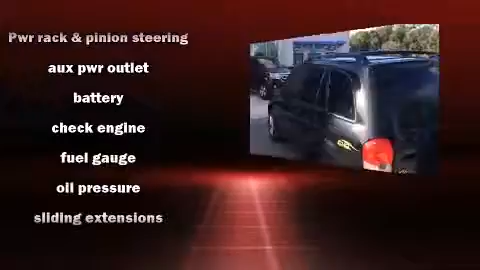 Pwr rack & pinion steering
aux pwr outlet
battery
check engine
fuel gauge
oil pressure
sliding extensions